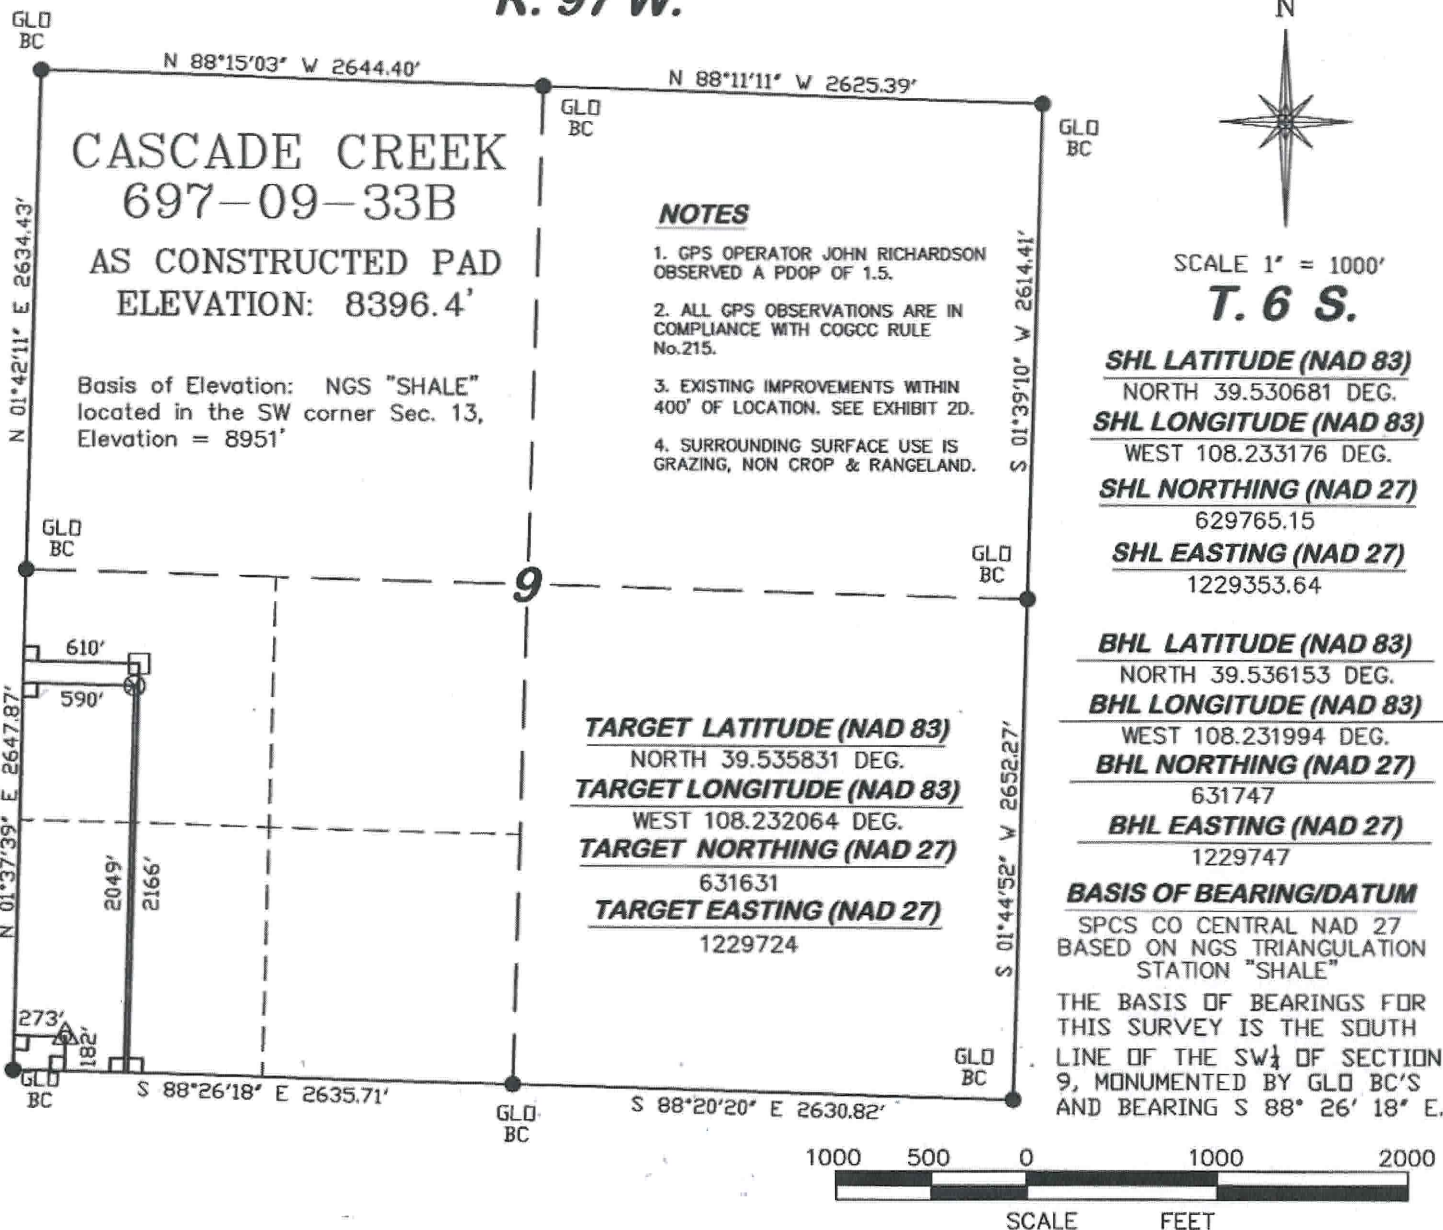 R. 97 W.
N
GLO
BC
N 88°15'03" W 2644.40'
N 88°11'11" W 2625.39'
GLO
BC
GLO
BC
CASCADE CREEK
697-09-33B
AS CONSTRUCTED PAD
ELEVATION: 8396.4'
Basis of Elevation: NGS "SHALE"
located in the SW corner Sec. 13,
Elevation = 8951'
N 01°42'11" E 2634.43'
NOTES
1. GPS OPERATOR JOHN RICHARDSON
OBSERVED A PDOP OF 1.5.
2. ALL GPS OBSERVATIONS ARE IN
COMPLIANCE WITH COGCC RULE
No.215.
3. EXISTING IMPROVEMENTS WITHIN
400' OF LOCATION. SEE EXHIBIT 2D.
4. SURROUNDING SURFACE USE IS
GRAZING, NON CROP & RANGELAND.
S 01°39'10" W 2614.41'
SCALE 1" = 1000'
T. 6 S.
SHL LATITUDE (NAD 83)
NORTH 39.530681 DEG.
SHL LONGITUDE (NAD 83)
WEST 108.233176 DEG.
SHL NORTHING (NAD 27)
629765.15
SHL EASTING (NAD 27)
1229353.64
BHL LATITUDE (NAD 83)
NORTH 39.536153 DEG.
BHL LONGITUDE (NAD 83)
WEST 108.231994 DEG.
BHL NORTHING (NAD 27)
631747
BHL EASTING (NAD 27)
1229747
BASIS OF BEARING/DATUM
SPCS CO CENTRAL NAD 27
BASED ON NGS TRIANGULATION
STATION "SHALE"
THE BASIS OF BEARINGS FOR
THIS SURVEY IS THE SOUTH
LINE OF THE SW¼ OF SECTION
9, MONUMENTED BY GLO BC'S
AND BEARING S 88° 26' 18" E.
GLO
BC
9
GLO
BC
610'
590'
N 01°37'39" E 2647.87'
2049'
2166'
TARGET LATITUDE (NAD 83)
NORTH 39.535831 DEG.
TARGET LONGITUDE (NAD 83)
WEST 108.232064 DEG.
TARGET NORTHING (NAD 27)
631631
TARGET EASTING (NAD 27)
1229724
S 01°44'52" W 2652.27'
273'
182'
GLO
BC
S 88°26'18" E 2635.71'
GLO
BC
S 88°20'20" E 2630.82'
GLO
BC
1000 500 0 1000 2000
SCALE FEET